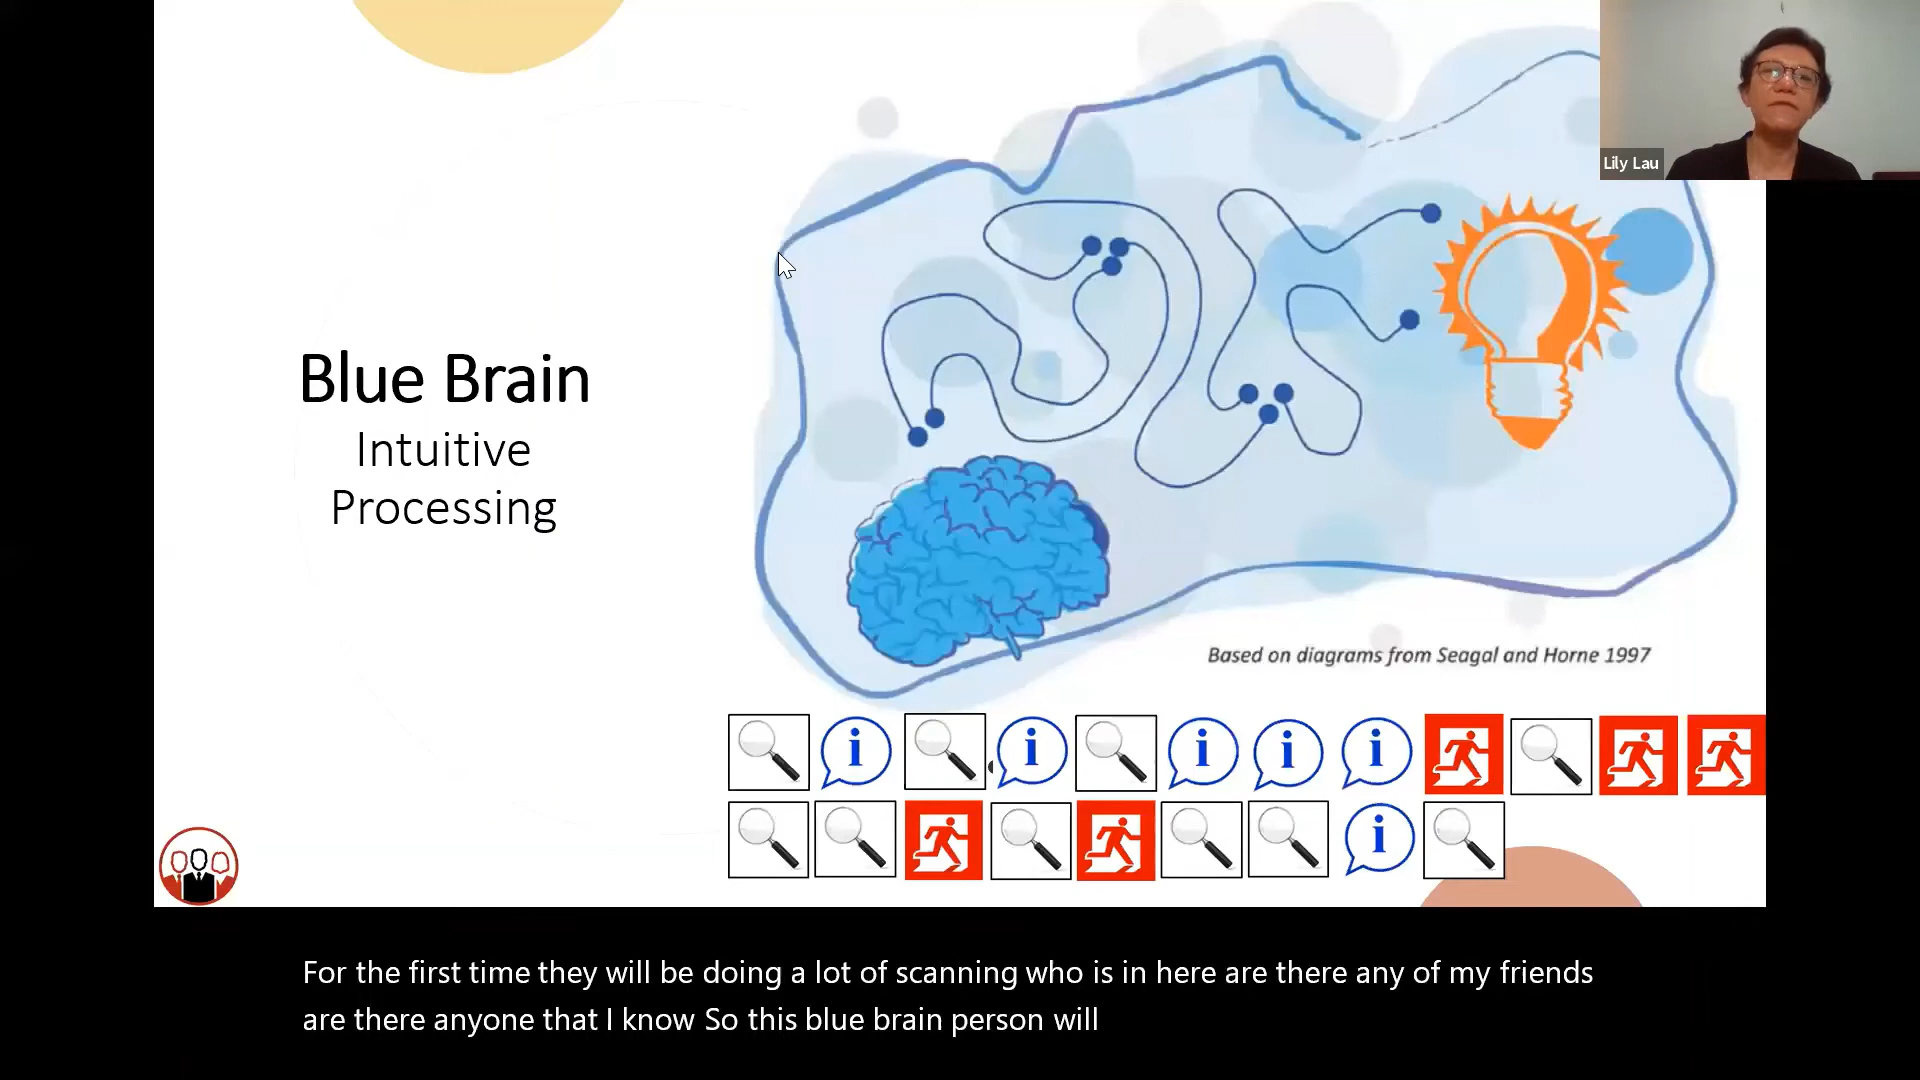 Lily Lau
Blue Brain
Intuitive
Processing
Based on diagrams from Seagal and Horne 1997
i i i i i
i
For the first time they will be doing a lot of scanning who is in here are there any of my friends
are there anyone that I know So this blue brain person will